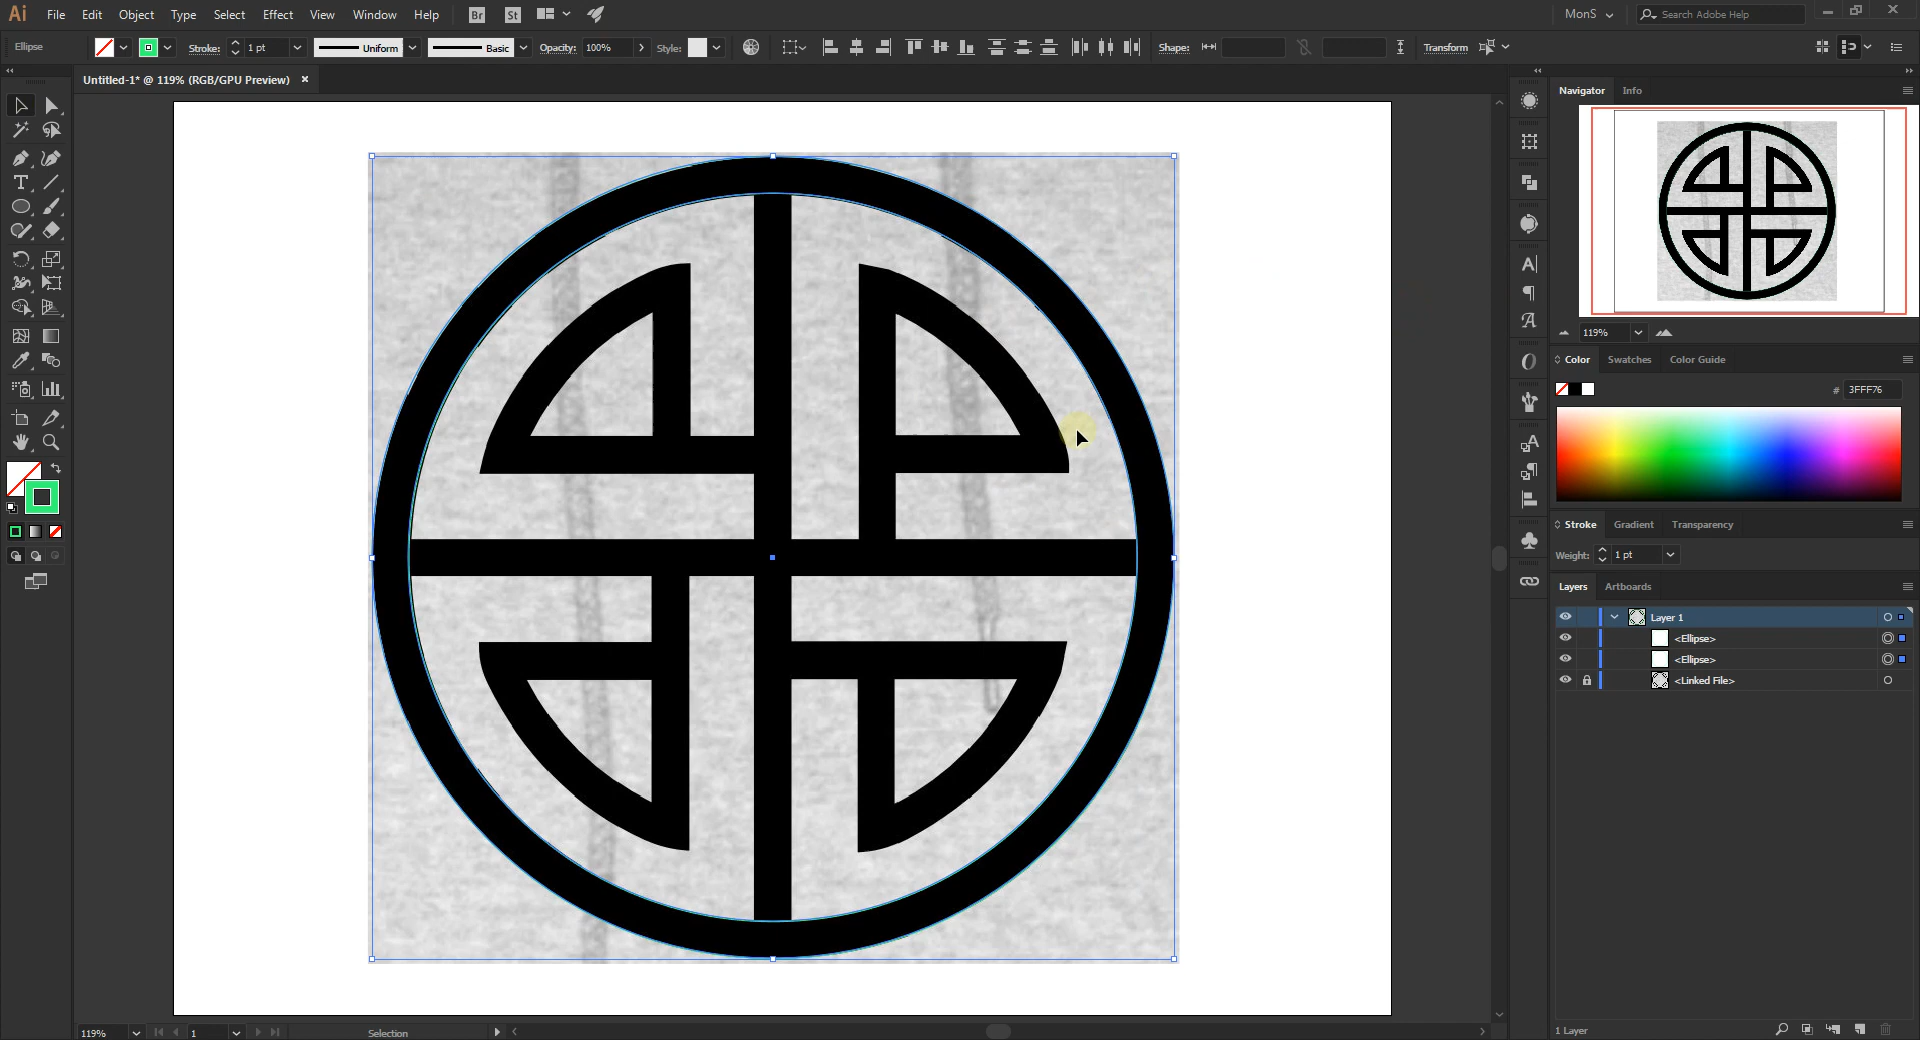 Ai File Edit Object Type Select Effect View Window Help Br St MonS Search Adobe Help
Ellipse Stroke: 1 pt Uniform Basic Opacity: 100% Style: Shape: Transform
Untitled-1* @ 119% (RGB/GPU Preview)
Navigator Info
119%
Color Swatches Color Guide
# 3FFF76
Stroke Gradient Transparency
Weight: 1 pt
Layers Artboards
Layer 1
<Ellipse>
<Ellipse>
<Linked File>
1 Layer
119% 1 Selection